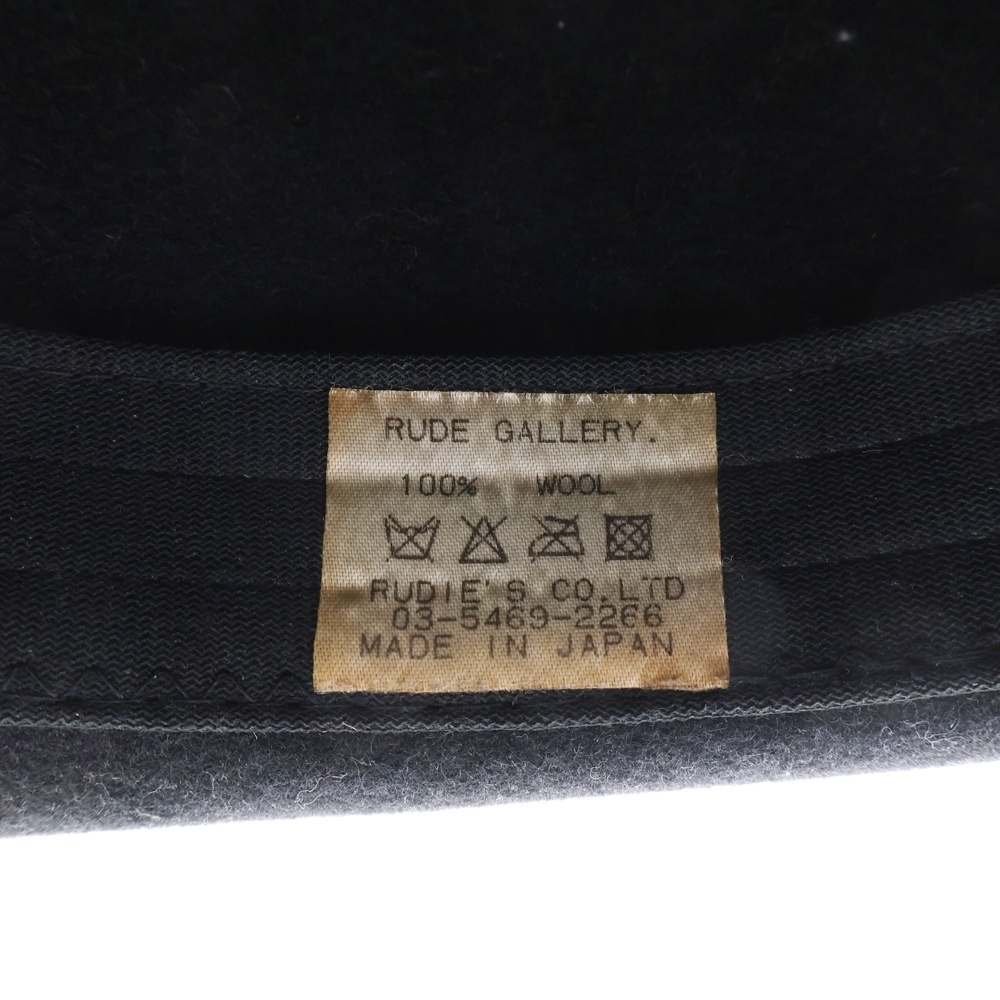 RUDE GALLERY.
100% WOOL
RUDIE'S CO.LTD
03-5469-2266
MADE IN JAPAN